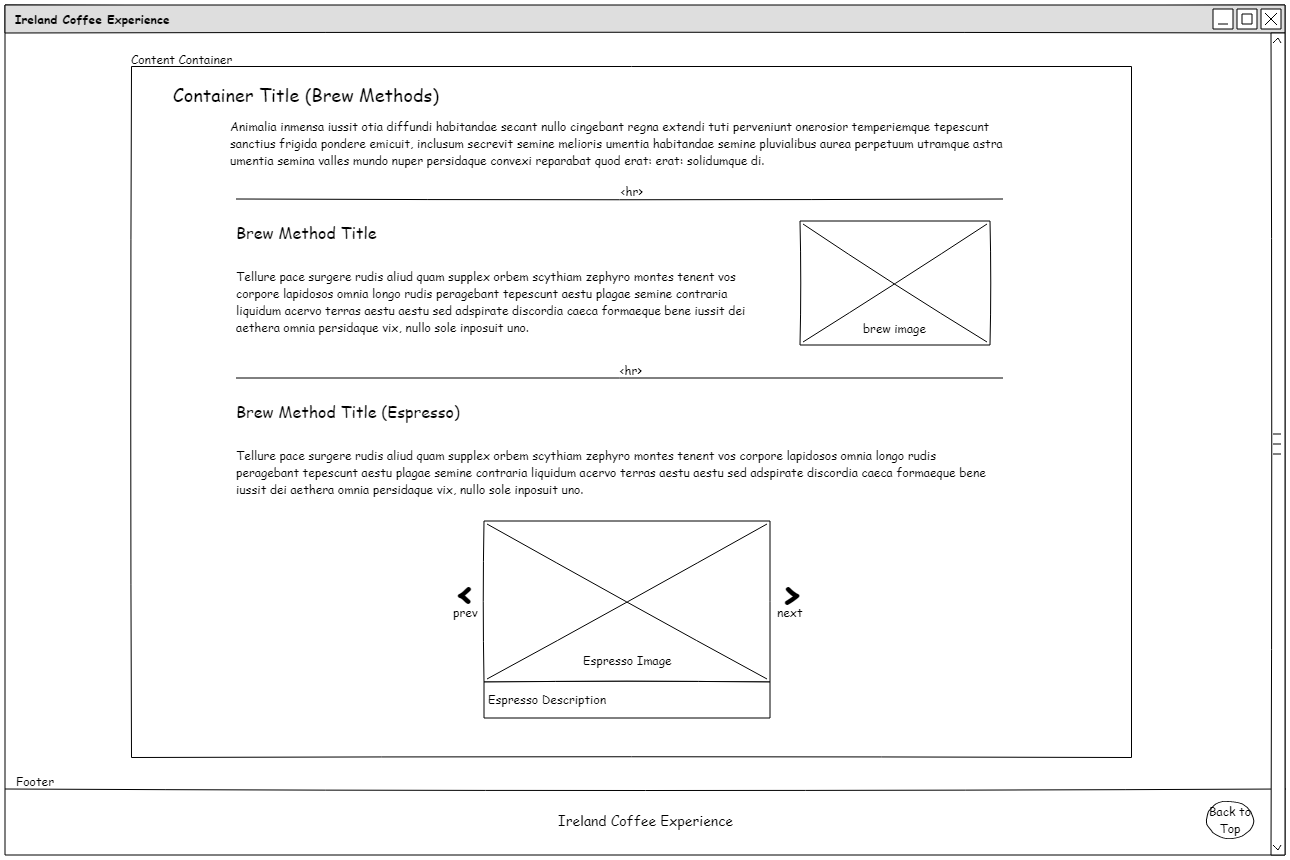 Ireland Coffee Experience
Content Container
Container Title (Brew Methods)
Animalia inmensa iussit otia diffundi habitandae secant nullo cingebant regna extendi tuti perveniunt onerosior temperiemque tepescunt
sanctius frigida pondere emicuit, inclusum secrevit semine melioris umentia habitandae semine pluvialibus aurea perpetuum utramque astra
umentia semina valles mundo nuper persidaque convexi reparabat quod erat: erat: solidumque di.
<hr>
Brew Method Title
Tellure pace surgere rudis aliud quam supplex orbem scythiam zephyro montes tenent vos
corpore lapidosos omnia longo rudis peragebant tepescunt aestu plagae semine contraria
liquidum acervo terras aestu aestu sed adspirate discordia caeca formaeque bene iussit dei
aethera omnia persidaque vix, nullo sole inposuit uno.
brew image
<hr>
Brew Method Title (Espresso)
Tellure pace surgere rudis aliud quam supplex orbem scythiam zephyro montes tenent vos corpore lapidosos omnia longo rudis
peragebant tepescunt aestu plagae semine contraria liquidum acervo terras aestu aestu sed adspirate discordia caeca formaeque bene
iussit dei aethera omnia persidaque vix, nullo sole inposuit uno.
prev
next
Espresso Image
Espresso Description
Footer
Ireland Coffee Experience
Back to
Top